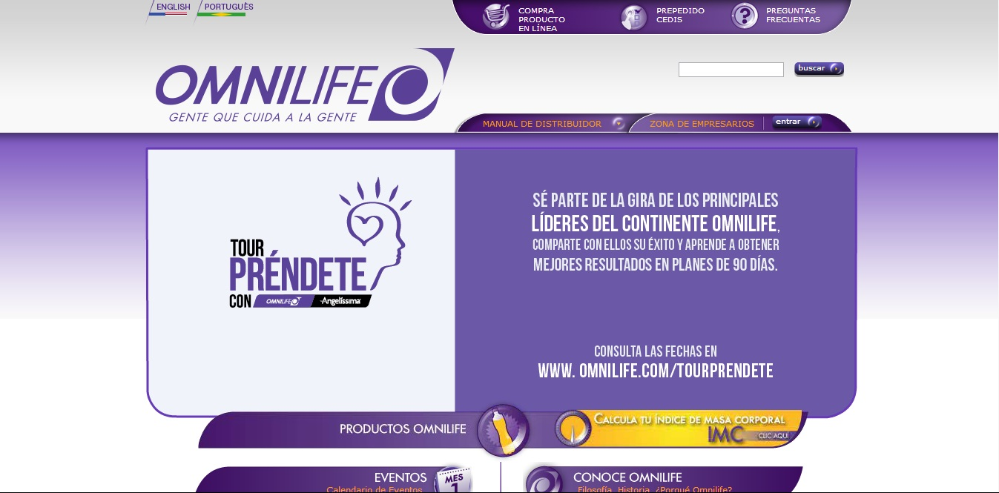 ENGLISH
PORTUGUÊS
COMPRA
PRODUCTO
EN LÍNEA
PREPEDIDO
CEDIS
PREGUNTAS
FRECUENTAS
OMNILIFE
GENTE QUE CUIDA A LA GENTE
buscar
MANUAL DE DISTRIBUIDOR
ZONA DE EMPRESARIOS
entrar
TOUR
PRÉNDETE
CON OMNILIFE Angelíssima
SÉ PARTE DE LA GIRA DE LOS PRINCIPALES
LÍDERES DEL CONTINENTE OMNILIFE,
COMPARTE CON ELLOS SU ÉXITO Y APRENDE A OBTENER
MEJORES RESULTADOS EN PLANES DE 90 DÍAS.
CONSULTA LAS FECHAS EN
WWW. OMNILIFE.COM/TOURPRENDETE
PRODUCTOS OMNILIFE
CALCULA TU ÍNDICE DE MASA CORPORAL
IMC
CLIC AQUÍ
EVENTOS
Calendario de Eventos
MES
1
CONOCE OMNILIFE
Filosofía, Historia, ¿Porqué Omnilife?